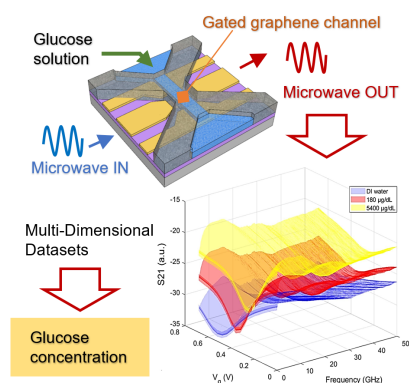 Gated graphene channel
Glucose
solution
Microwave OUT
Microwave IN
Multi-Dimensional
Datasets
Glucose
concentration
S21 (a.u.)
-15
-20
-25
-30
-35
0.8
0.6
0.4
0.2
0
V_g (V)
0
10
20
30
40
50
Frequency (GHz)
DI water
180 µg/dL
5400 µg/dL